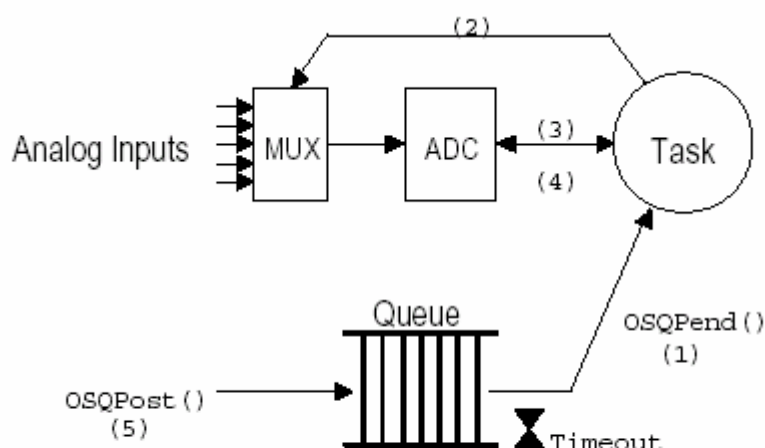 (2)
Analog Inputs
MUX
ADC
(3)
(4)
Task
Queue
OSQPend()
(1)
OSQPost()
(5)
Timeout